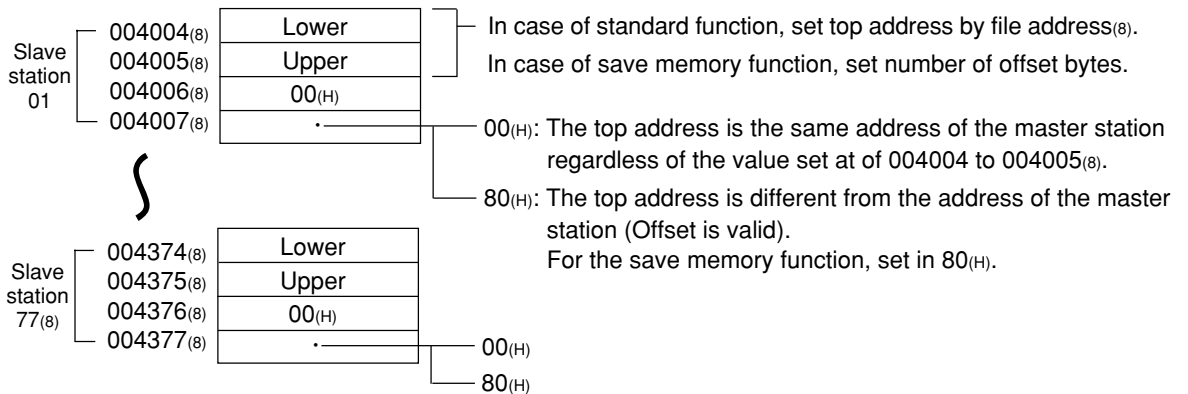 Slave
station
01
004004(8) Lower
004005(8) Upper
004006(8) 00(H)
004007(8)
In case of standard function, set top address by file address(8).
In case of save memory function, set number of offset bytes.
00(H): The top address is the same address of the master station
regardless of the value set at of 004004 to 004005(8).
80(H): The top address is different from the address of the master
station (Offset is valid).
For the save memory function, set in 80(H).
Slave
station
77(8)
004374(8) Lower
004375(8) Upper
004376(8) 00(H)
004377(8)
00(H)
80(H)